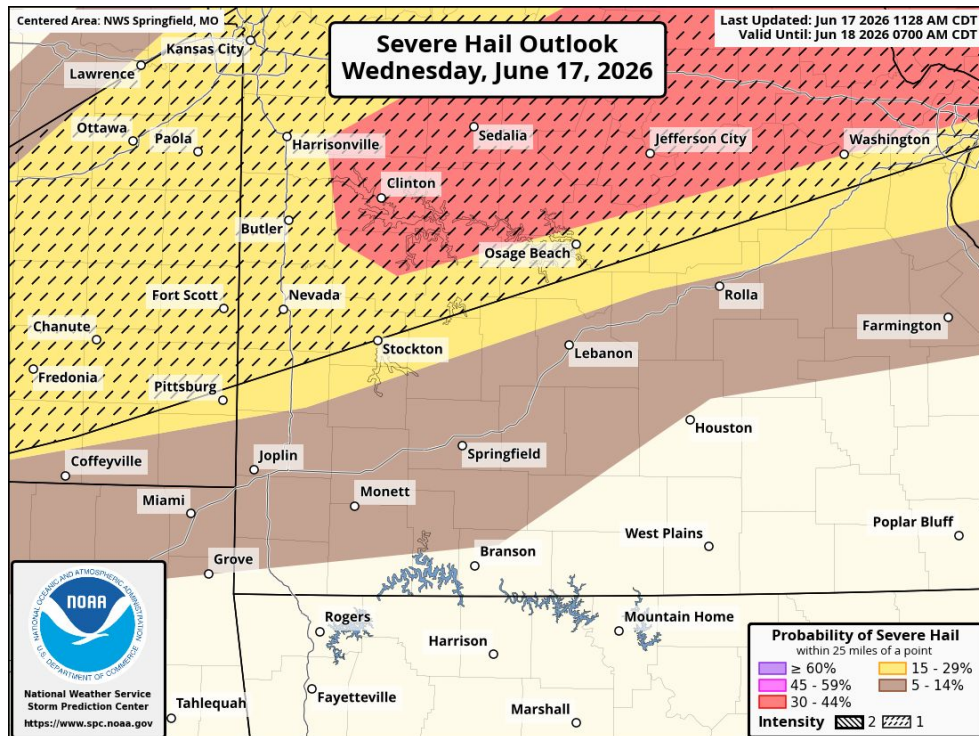 Centered Area: NWS Springfield, MO
Severe Hail Outlook
Wednesday, June 17, 2026
Last Updated: Jun 17 2026 1128 AM CDT
Valid Until: Jun 18 2026 0700 AM CDT
Kansas City
Lawrence
Ottawa
Paola
Harrisonville
Sedalia
Jefferson City
Washington
Clinton
Butler
Osage Beach
Fort Scott
Nevada
Rolla
Chanute
Farmington
Stockton
Lebanon
Fredonia
Pittsburg
Houston
Coffeyville
Joplin
Springfield
Miami
Monett
Poplar Bluff
West Plains
Branson
Grove
Rogers
Mountain Home
Harrison
Fayetteville
Tahlequah
Marshall
NATIONAL OCEANIC AND ATMOSPHERIC ADMINISTRATION
NOAA
U.S. DEPARTMENT OF COMMERCE
National Weather Service
Storm Prediction Center
https://www.spc.noaa.gov
Probability of Severe Hail
within 25 miles of a point
≥ 60%
15 - 29%
45 - 59%
5 - 14%
30 - 44%
Intensity 2 1